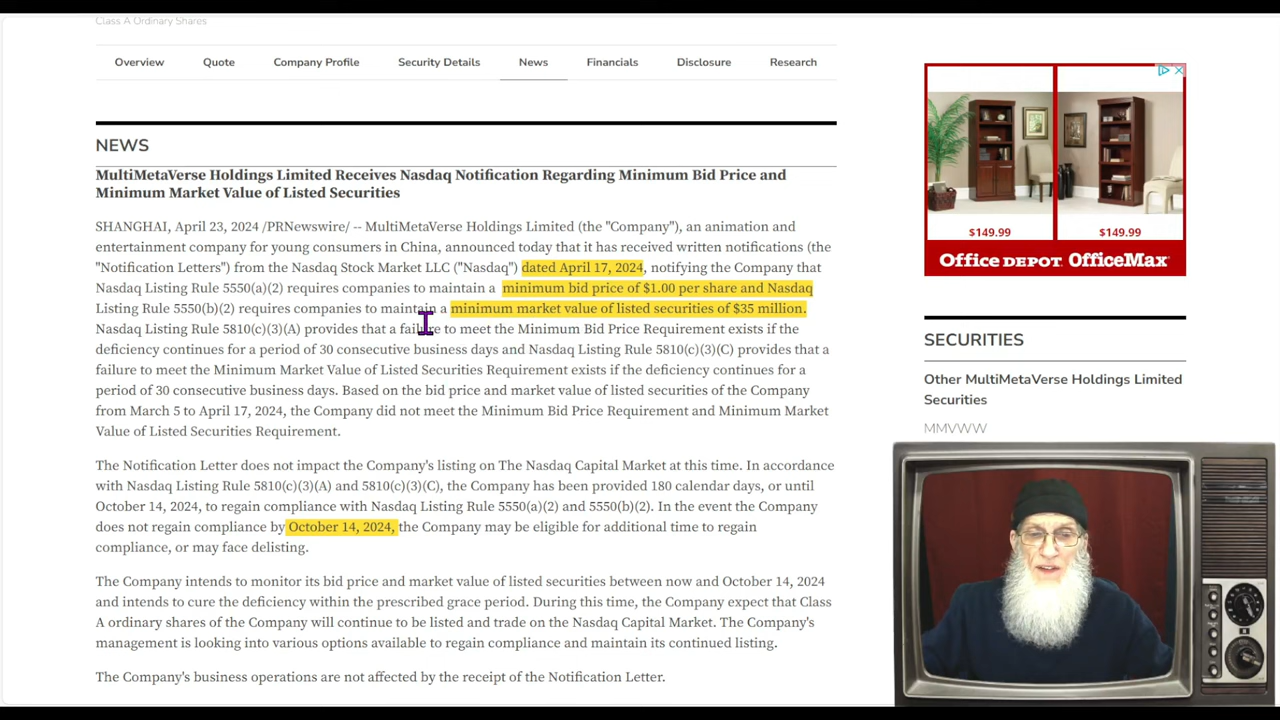 Class A Ordinary Shares
Overview Quote Company Profile Security Details News Financials Disclosure Research
NEWS
MultiMetaVerse Holdings Limited Receives Nasdaq Notification Regarding Minimum Bid Price and
Minimum Market Value of Listed Securities
SHANGHAI, April 23, 2024 /PRNewswire/ -- MultiMetaVerse Holdings Limited (the "Company"), an animation and
entertainment company for young consumers in China, announced today that it has received written notifications (the
"Notification Letters") from the Nasdaq Stock Market LLC ("Nasdaq") dated April 17, 2024, notifying the Company that
Nasdaq Listing Rule 5550(a)(2) requires companies to maintain a minimum bid price of $1.00 per share and Nasdaq
Listing Rule 5550(b)(2) requires companies to maintain a minimum market value of listed securities of $35 million.
Nasdaq Listing Rule 5810(c)(3)(A) provides that a failure to meet the Minimum Bid Price Requirement exists if the
deficiency continues for a period of 30 consecutive business days and Nasdaq Listing Rule 5810(c)(3)(C) provides that a
failure to meet the Minimum Market Value of Listed Securities Requirement exists if the deficiency continues for a
period of 30 consecutive business days. Based on the bid price and market value of listed securities of the Company
from March 5 to April 17, 2024, the Company did not meet the Minimum Bid Price Requirement and Minimum Market
Value of Listed Securities Requirement.
The Notification Letter does not impact the Company's listing on The Nasdaq Capital Market at this time. In accordance
with Nasdaq Listing Rule 5810(c)(3)(A) and 5810(c)(3)(C), the Company has been provided 180 calendar days, or until
October 14, 2024, to regain compliance with Nasdaq Listing Rule 5550(a)(2) and 5550(b)(2). In the event the Company
does not regain compliance by October 14, 2024, the Company may be eligible for additional time to regain
compliance, or may face delisting.
The Company intends to monitor its bid price and market value of listed securities between now and October 14, 2024
and intends to cure the deficiency within the prescribed grace period. During this time, the Company expect that Class
A ordinary shares of the Company will continue to be listed and trade on the Nasdaq Capital Market. The Company's
management is looking into various options available to regain compliance and maintain its continued listing.
The Company's business operations are not affected by the receipt of the Notification Letter.
$149.99 $149.99
Office DEPOT OfficeMax
SECURITIES
Other MultiMetaVerse Holdings Limited
Securities
MMVWW